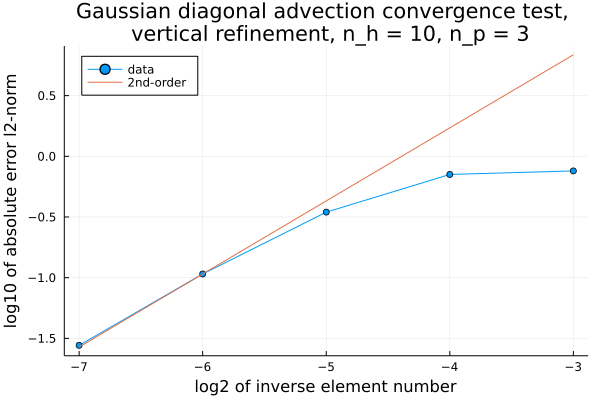 Gaussian diagonal advection convergence test,
vertical refinement, n_h = 10, n_p = 3
data
2nd-order
log10 of absolute error l2-norm
0.5
0.0
−0.5
−1.0
−1.5
−7
−6
−5
−4
−3
log2 of inverse element number